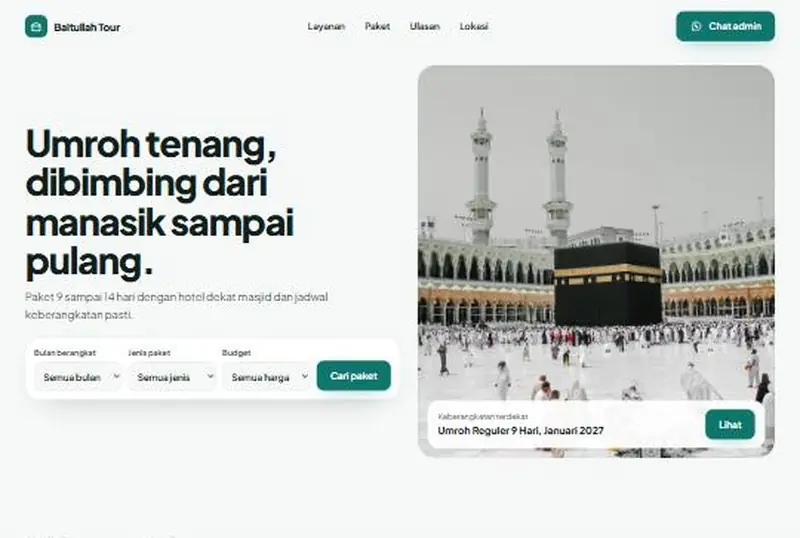 Baitullah Tour
Layanan Paket Ulasan Lokasi
Chat admin
Umroh tenang,
dibimbing dari
manasik sampai
pulang.
Paket 9 sampai 14 hari dengan hotel dekat masjid dan jadwal
keberangkatan pasti.
Bulan berangkat Jenis paket Budget
Semua bulan Semua jenis Semua harga Cari paket
Keberangkatan terdekat
Umroh Reguler 9 Hari, Januari 2027
Lihat